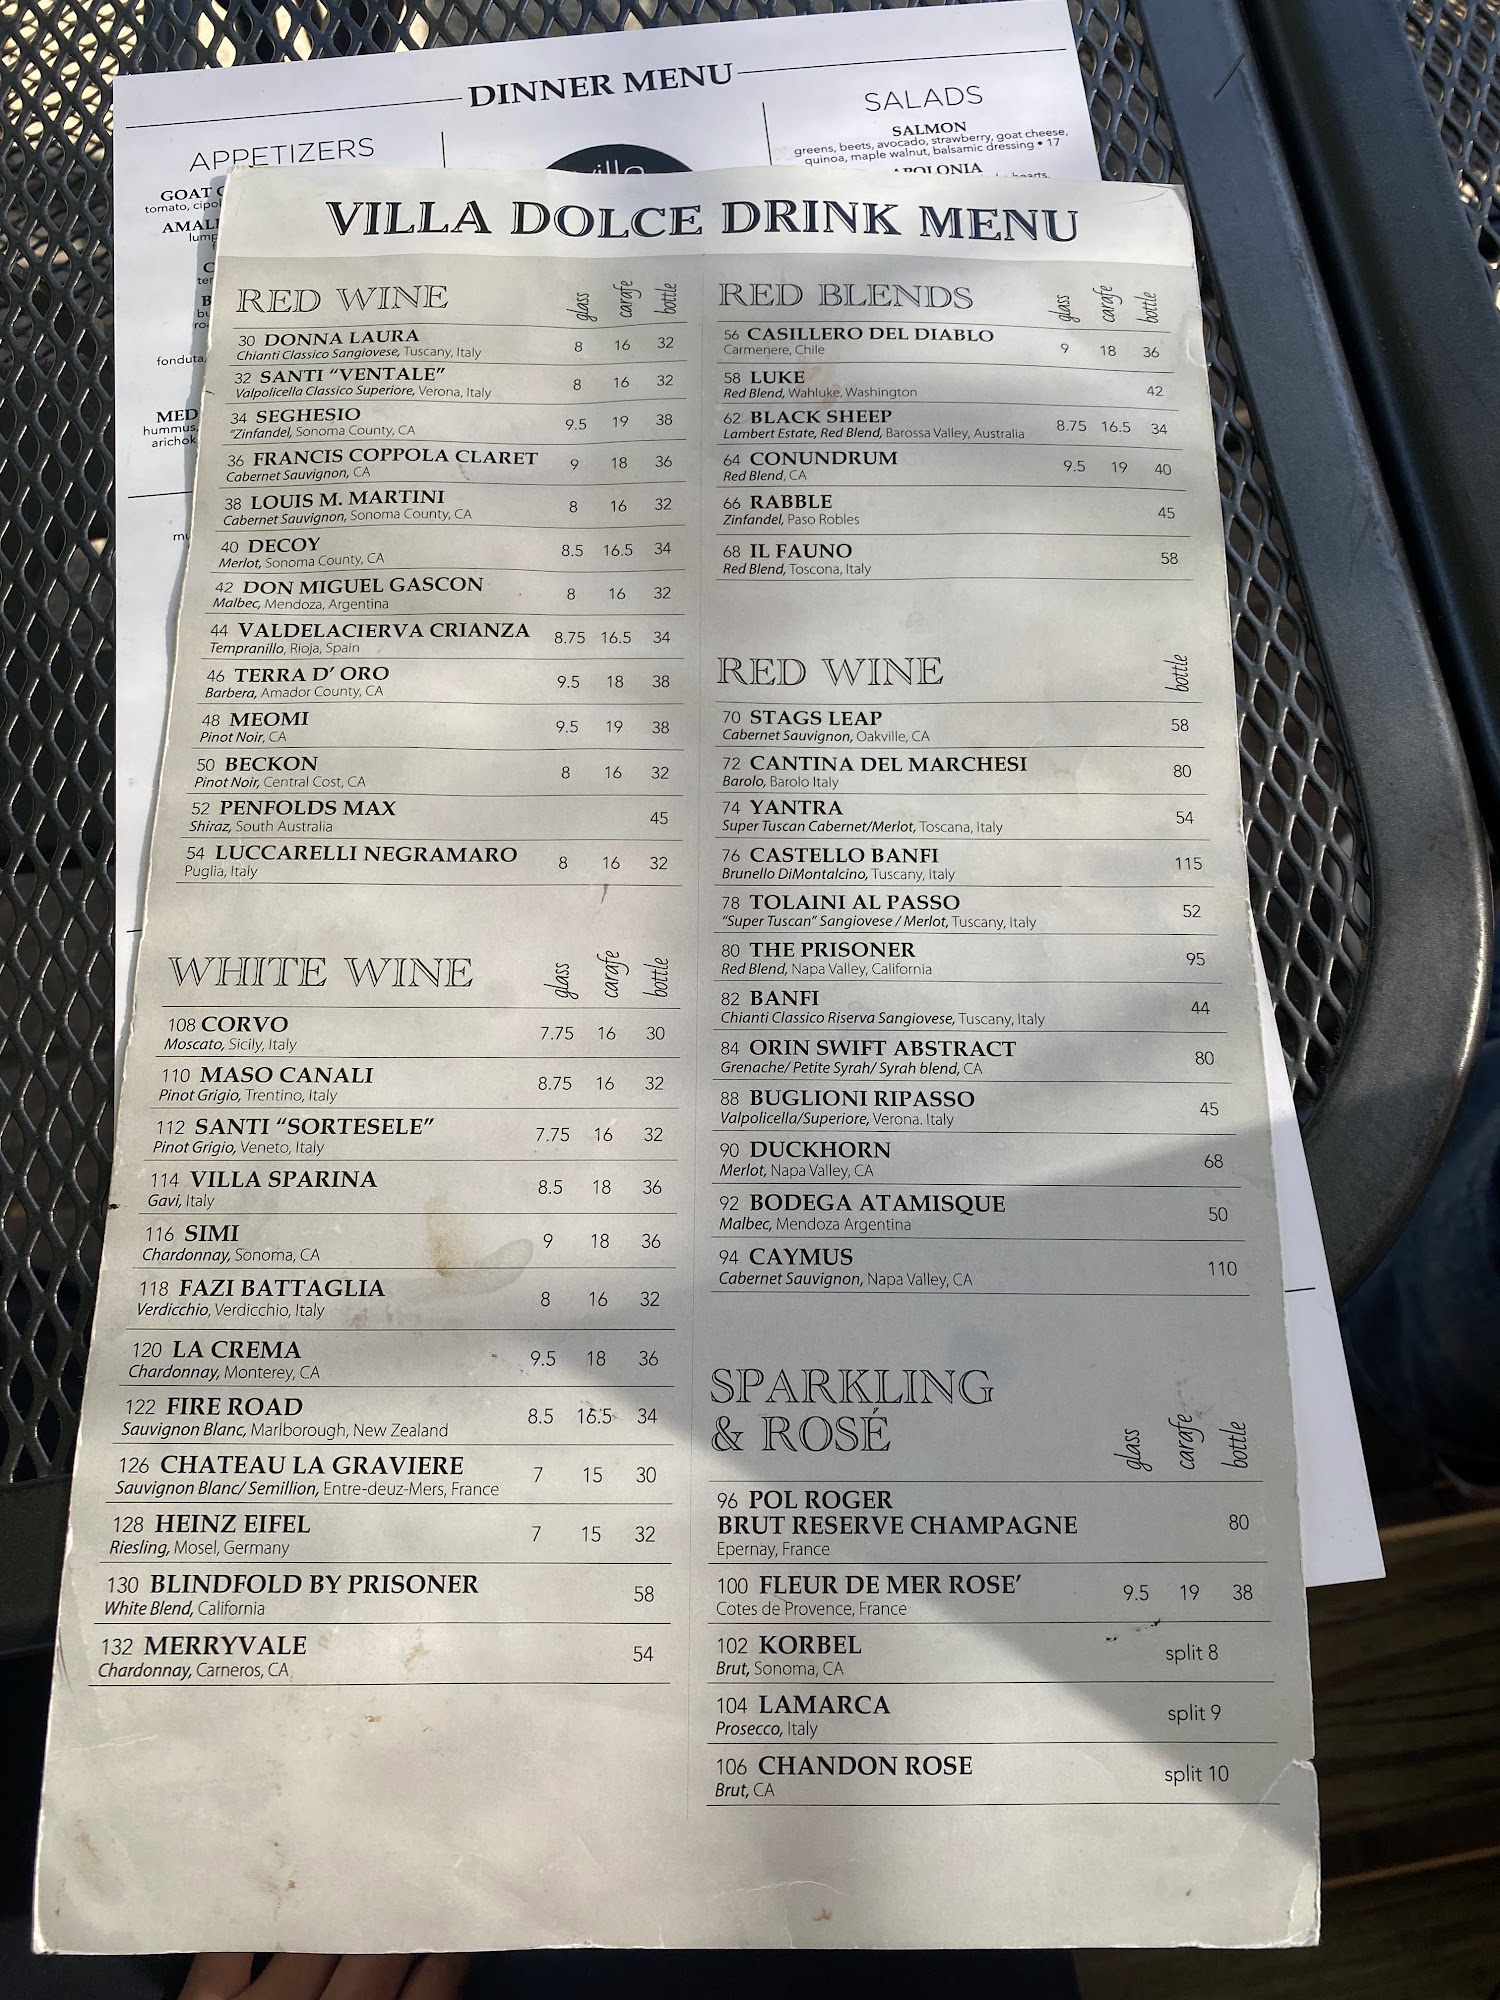 DINNER MENU
APPETIZERS
GOAT
tomato, cipol
AMAL
lump
fonduta,
MED
hummus,
arichok
SALADS
SALMON
greens, beets, avocado, strawberry, goat cheese,
quinoa, maple walnut, balsamic dressing • 17
APOLONIA
hearts,
villa
VILLA DOLCE DRINK MENU
RED WINE glass carafe bottle
30 DONNA LAURA
Chianti Classico Sangiovese, Tuscany, Italy 8 16 32
32 SANTI “VENTALE”
Valpolicella Classico Superiore, Verona, Italy 8 16 32
34 SEGHESIO
"Zinfandel, Sonoma County, CA 9.5 19 38
36 FRANCIS COPPOLA CLARET
Cabernet Sauvignon, CA 9 18 36
38 LOUIS M. MARTINI
Cabernet Sauvignon, Sonoma County, CA 8 16 32
40 DECOY
Merlot, Sonoma County, CA 8.5 16.5 34
42 DON MIGUEL GASCON
Malbec, Mendoza, Argentina 8 16 32
44 VALDELACIERVA CRIANZA
Tempranillo, Rioja, Spain 8.75 16.5 34
46 TERRA D’ ORO
Barbera, Amador County, CA 9.5 18 38
48 MEOMI
Pinot Noir, CA 9.5 19 38
50 BECKON
Pinot Noir, Central Cost, CA 8 16 32
52 PENFOLDS MAX
Shiraz, South Australia 45
54 LUCCARELLI NEGRAMARO
Puglia, Italy 8 16 32
WHITE WINE glass carafe bottle
108 CORVO
Moscato, Sicily, Italy 7.75 16 30
110 MASO CANALI
Pinot Grigio, Trentino, Italy 8.75 16 32
112 SANTI “SORTESELE”
Pinot Grigio, Veneto, Italy 7.75 16 32
114 VILLA SPARINA
Gavi, Italy 8.5 18 36
116 SIMI
Chardonnay, Sonoma, CA 9 18 36
118 FAZI BATTAGLIA
Verdicchio, Verdicchio, Italy 8 16 32
120 LA CREMA
Chardonnay, Monterey, CA 9.5 18 36
122 FIRE ROAD
Sauvignon Blanc, Marlborough, New Zealand 8.5 16.5 34
126 CHATEAU LA GRAVIERE
Sauvignon Blanc/ Semillion, Entre-deuz-Mers, France 7 15 30
128 HEINZ EIFEL
Riesling, Mosel, Germany 7 15 32
130 BLINDFOLD BY PRISONER
White Blend, California 58
132 MERRYVALE
Chardonnay, Carneros, CA 54
RED BLENDS glass carafe bottle
56 CASILLERO DEL DIABLO
Carmenere, Chile 9 18 36
58 LUKE
Red Blend, Wahluke, Washington 42
62 BLACK SHEEP
Lambert Estate, Red Blend, Barossa Valley, Australia 8.75 16.5 34
64 CONUNDRUM
Red Blend, CA 9.5 19 40
66 RABBLE
Zinfandel, Paso Robles 45
68 IL FAUNO
Red Blend, Toscona, Italy 58
RED WINE bottle
70 STAGS LEAP
Cabernet Sauvignon, Oakville, CA 58
72 CANTINA DEL MARCHESI
Barolo, Barolo Italy 80
74 YANTRA
Super Tuscan Cabernet/Merlot, Toscana, Italy 54
76 CASTELLO BANFI
Brunello DiMontalcino, Tuscany, Italy 115
78 TOLAINI AL PASSO
“Super Tuscan” Sangiovese / Merlot, Tuscany, Italy 52
80 THE PRISONER
Red Blend, Napa Valley, California 95
82 BANFI
Chianti Classico Riserva Sangiovese, Tuscany, Italy 44
84 ORIN SWIFT ABSTRACT
Grenache/ Petite Syrah/ Syrah blend, CA 80
88 BUGLIONI RIPASSO
Valpolicella/Superiore, Verona. Italy 45
90 DUCKHORN
Merlot, Napa Valley, CA 68
92 BODEGA ATAMISQUE
Malbec, Mendoza Argentina 50
94 CAYMUS
Cabernet Sauvignon, Napa Valley, CA 110
SPARKLING
& ROSÉ glass carafe bottle
96 POL ROGER
BRUT RESERVE CHAMPAGNE 80
Epernay, France
100 FLEUR DE MER ROSE’
Cotes de Provence, France 9.5 19 38
102 KORBEL
Brut, Sonoma, CA split 8
104 LAMARCA
Prosecco, Italy split 9
106 CHANDON ROSE
Brut, CA split 10